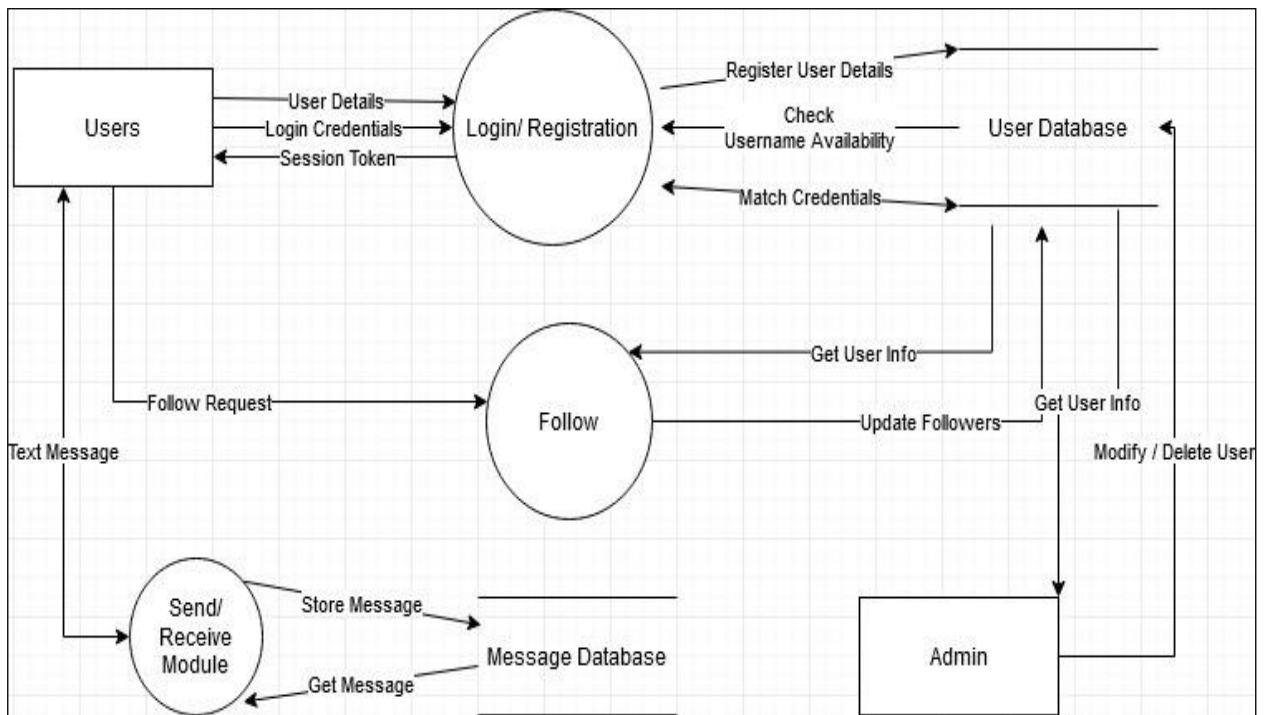 Register User Details
User Details
Users
Login Credentials
Login/ Registration
Check
Username Availability
User Database
Session Token
Match Credentials
Get User Info
Follow Request
Follow
Update Followers
Get User Info
Text Message
Modify / Delete User
Send/
Receive
Module
Store Message
Message Database
Get Message
Admin